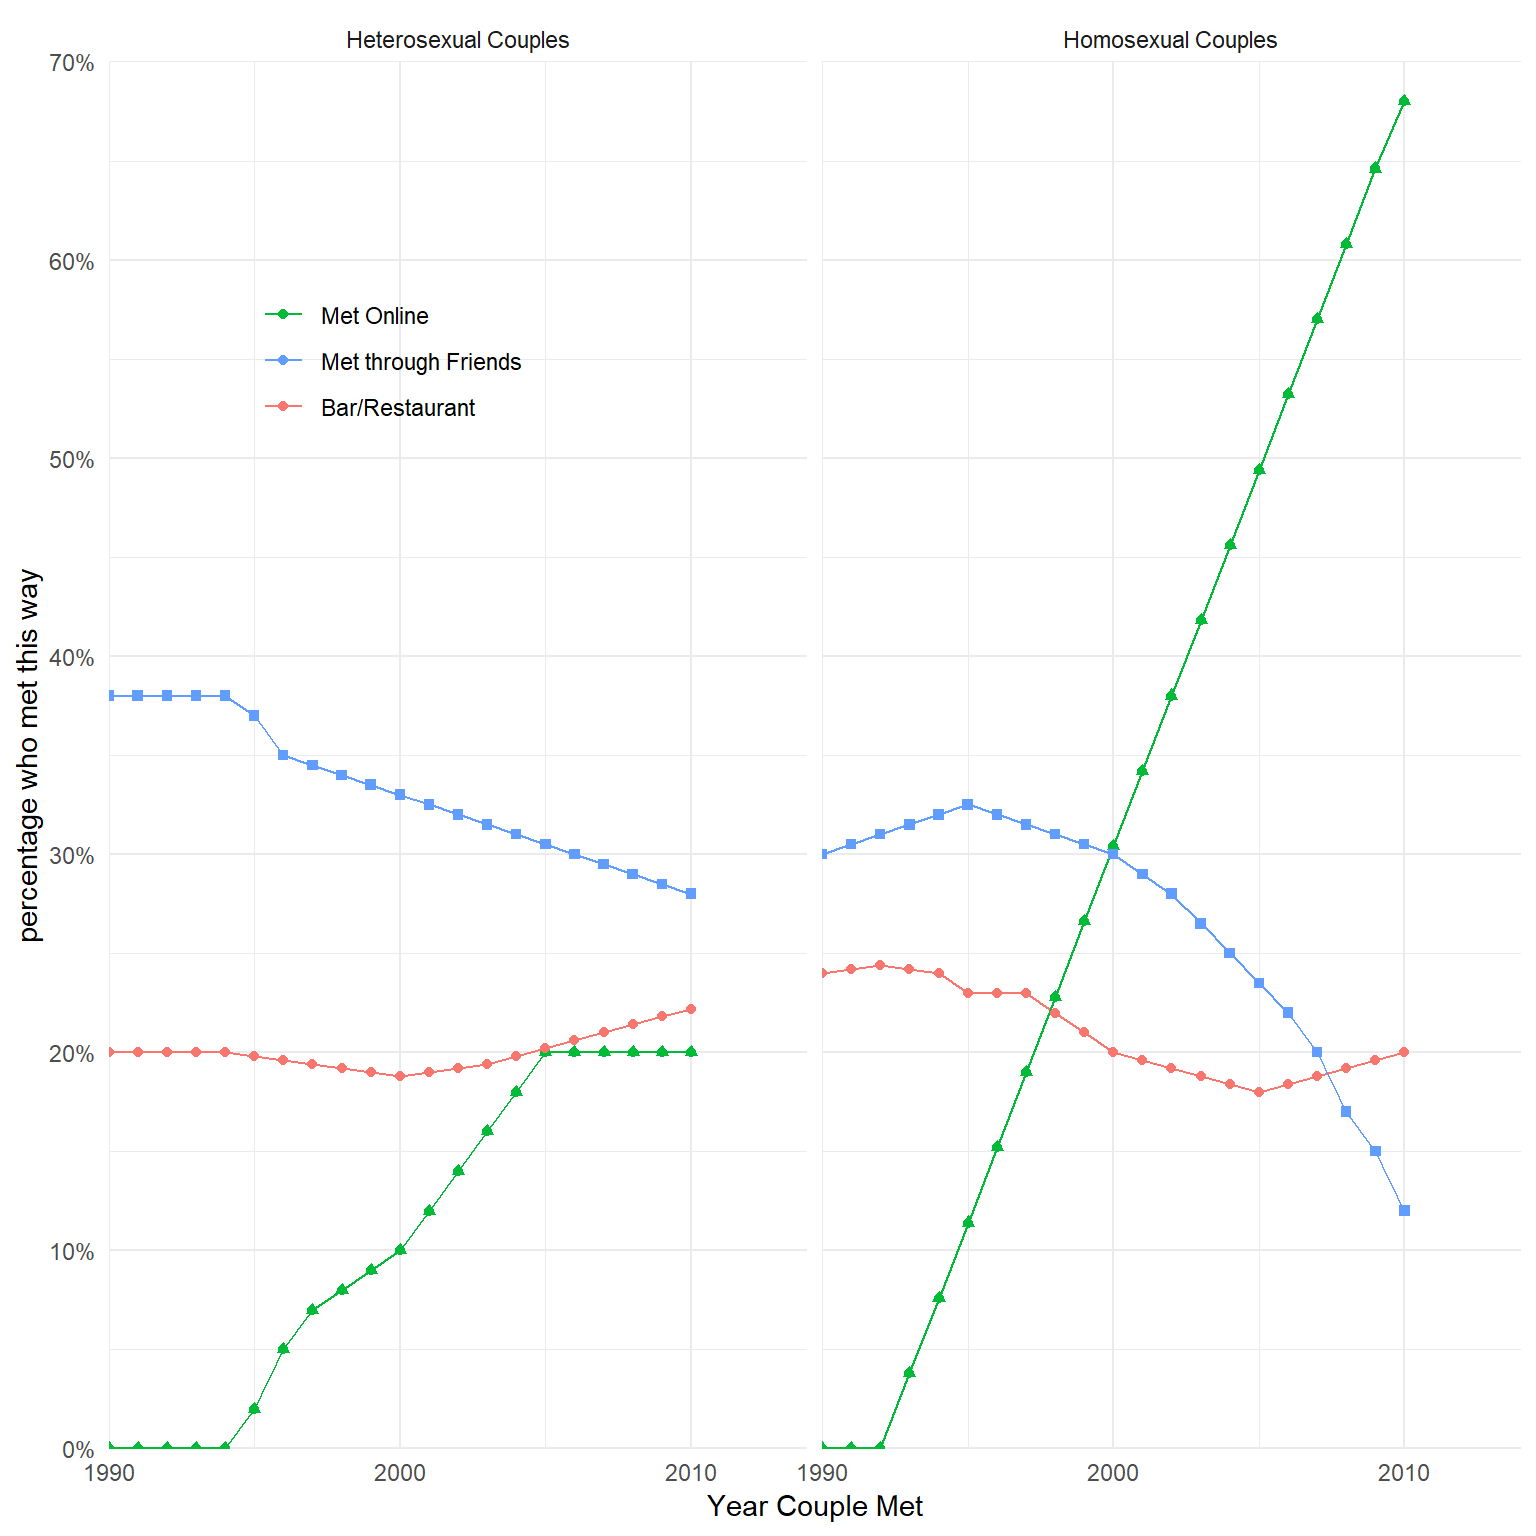 Heterosexual Couples
Homosexual Couples
70%
60%
50%
40%
30%
20%
10%
0%
percentage who met this way
Met Online
Met through Friends
Bar/Restaurant
1990 2000 2010 1990 2000 2010
Year Couple Met